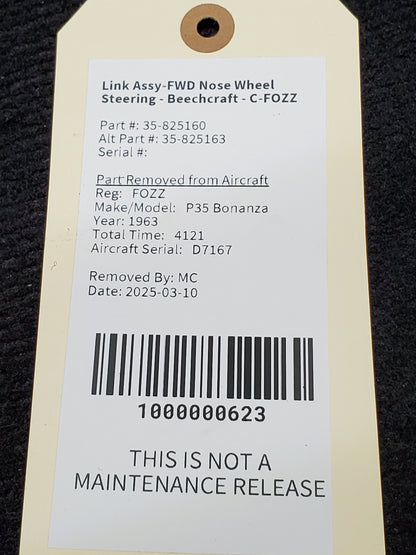 Link Assy-FWD Nose Wheel
Steering - Beechcraft - C-FOZZ
Part #: 35-825160
Alt Part #: 35-825163
Serial #:
Part Removed from Aircraft
Reg: FOZZ
Make/Model: P35 Bonanza
Year: 1963
Total Time: 4121
Aircraft Serial: D7167
Removed By: MC
Date: 2025-03-10
1000000623
THIS IS NOT A
MAINTENANCE RELEASE